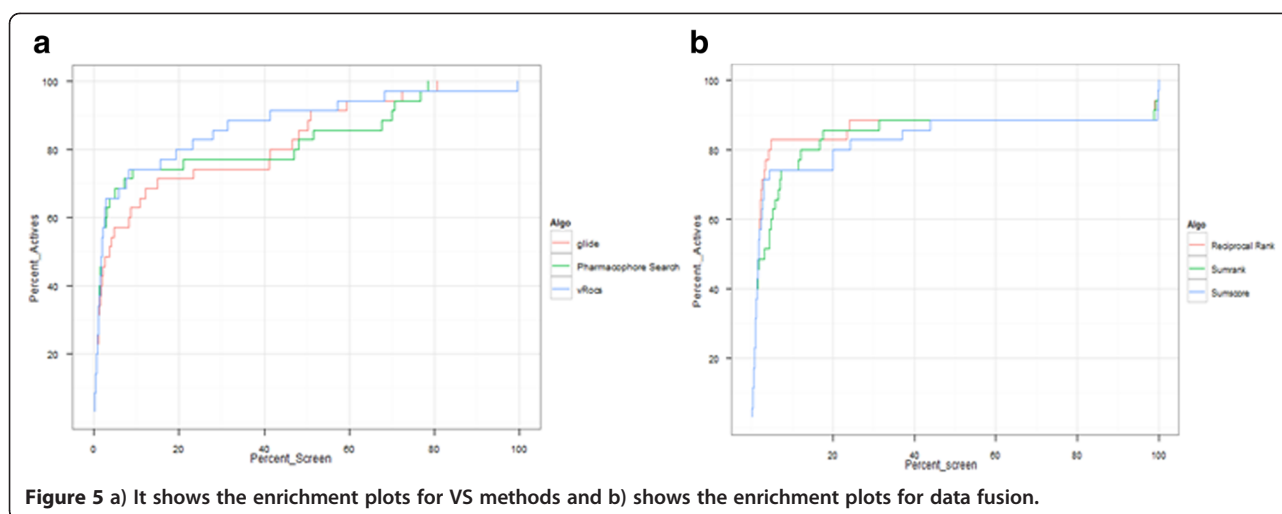 a
100
80
60
40
20
Percent_Actives
0 20 40 60 80 100
Percent_Screen
Algo
glide
Pharmacophore Search
vRocs
b
100
80
60
40
20
Percent_Actives
20 40 60 80 100
Percent_screen
Algo
Reciprocal Rank
Sumrank
Sumscore
Figure 5 a) It shows the enrichment plots for VS methods and b) shows the enrichment plots for data fusion.